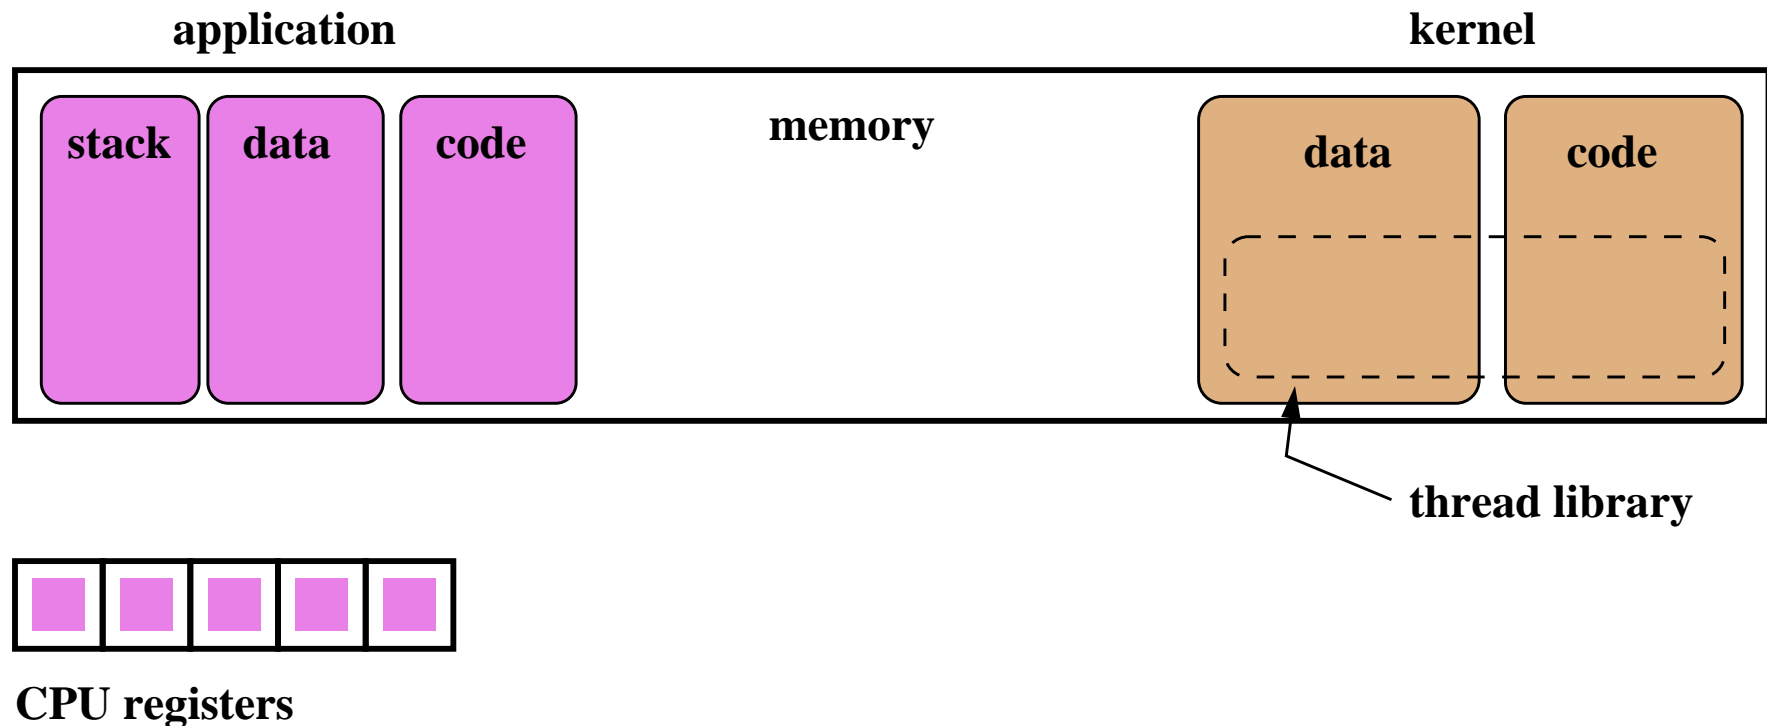 application
kernel
stack
data
code
memory
data
code
thread library
CPU registers